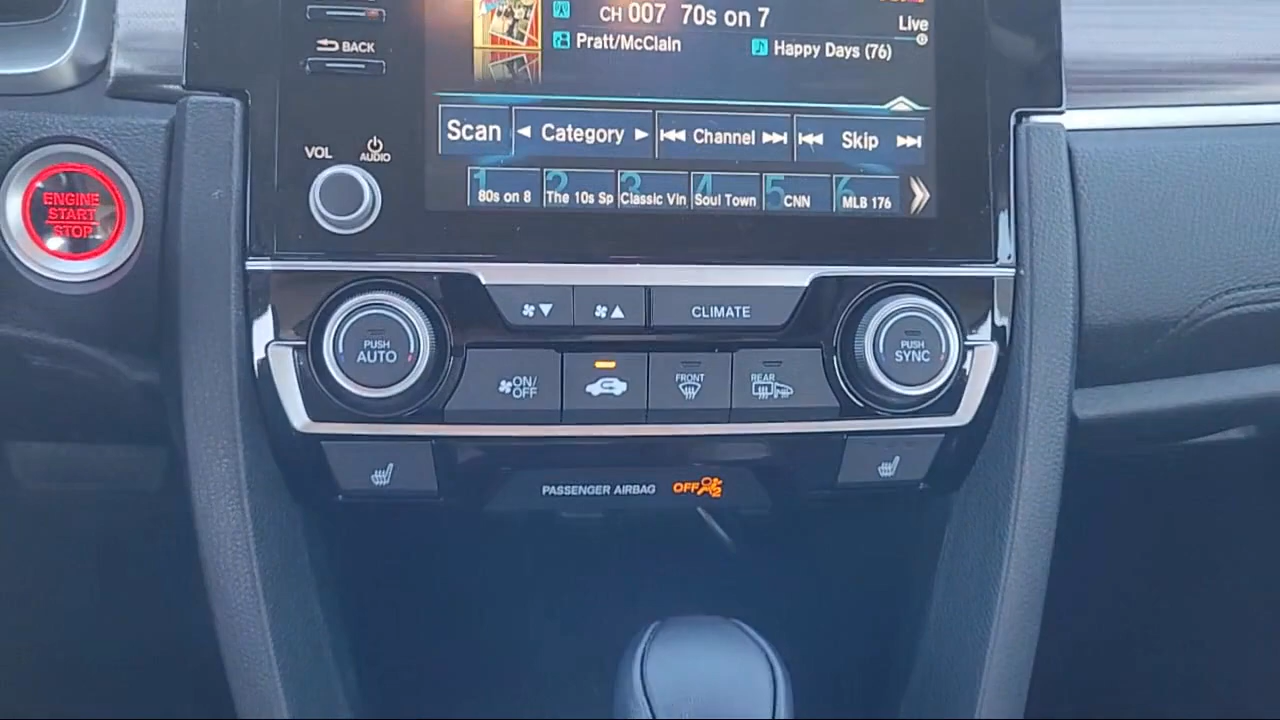 CH 007 70s on 7
Live
Pratt/McClain
Happy Days (76)
BACK
Scan
Category
Channel
Skip
VOL
AUDIO
1
80s on 8
2
The 10s Sp
3
Classic Vin
4
Soul Town
5
CNN
6
MLB 176
ENGINE
START
STOP
CLIMATE
PUSH
AUTO
PUSH
SYNC
ON/
OFF
FRONT
REAR
PASSENGER AIRBAG
OFF
2